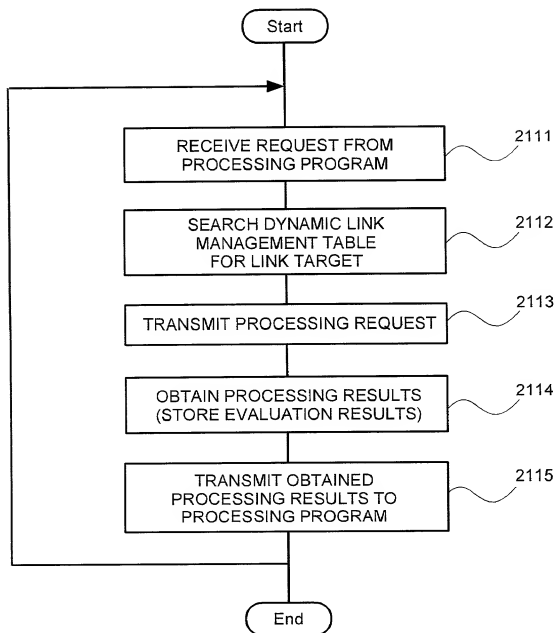 Start
RECEIVE REQUEST FROM
PROCESSING PROGRAM
2111
SEARCH DYNAMIC LINK
MANAGEMENT TABLE
FOR LINK TARGET
2112
TRANSMIT PROCESSING REQUEST
2113
OBTAIN PROCESSING RESULTS
(STORE EVALUATION RESULTS)
2114
TRANSMIT OBTAINED
PROCESSING RESULTS TO
PROCESSING PROGRAM
2115
End